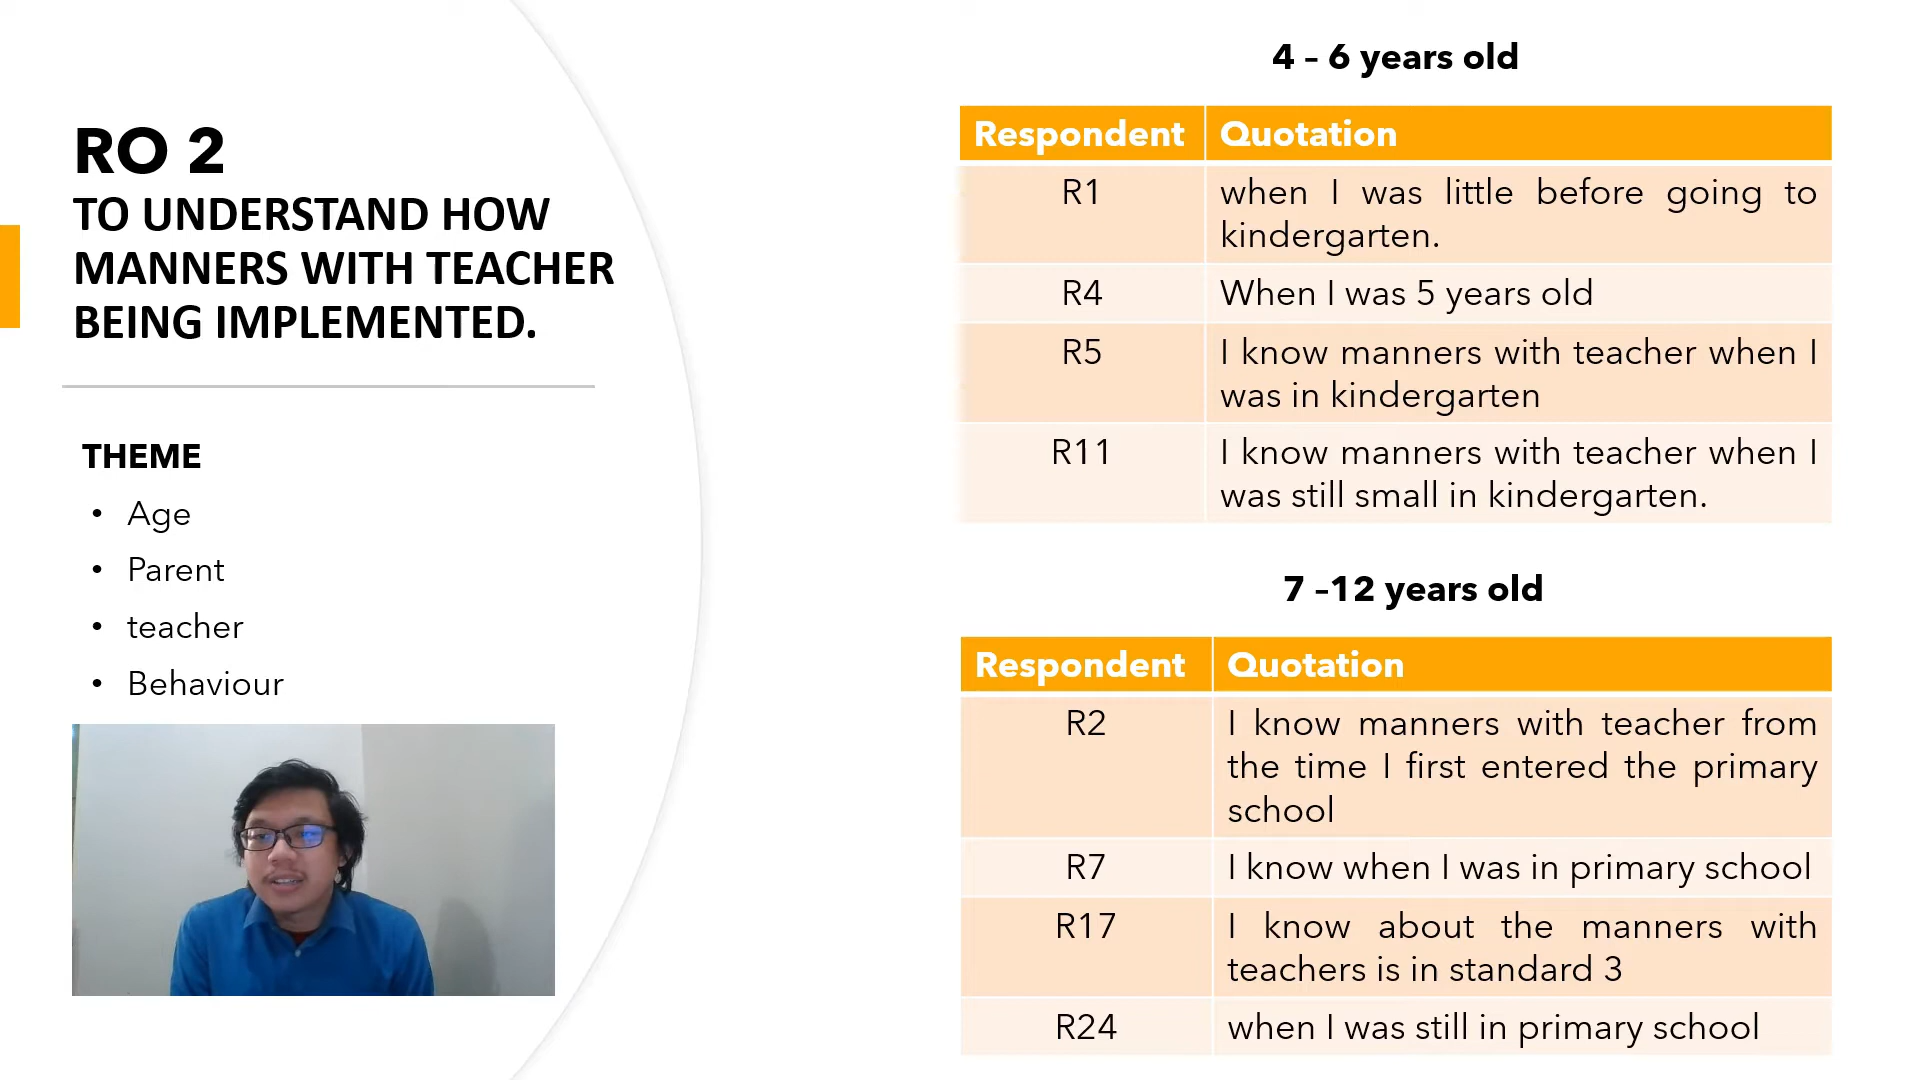 RO 2
TO UNDERSTAND HOW
MANNERS WITH TEACHER
BEING IMPLEMENTED.
THEME
• Age
• Parent
• teacher
• Behaviour
4 – 6 years old
Respondent Quotation
R1 when I was little before going to
kindergarten.
R4 When I was 5 years old
R5 I know manners with teacher when I
was in kindergarten
R11 I know manners with teacher when I
was still small in kindergarten.
7 –12 years old
Respondent Quotation
R2 I know manners with teacher from
the time I first entered the primary
school
R7 I know when I was in primary school
R17 I know about the manners with
teachers is in standard 3
R24 when I was still in primary school